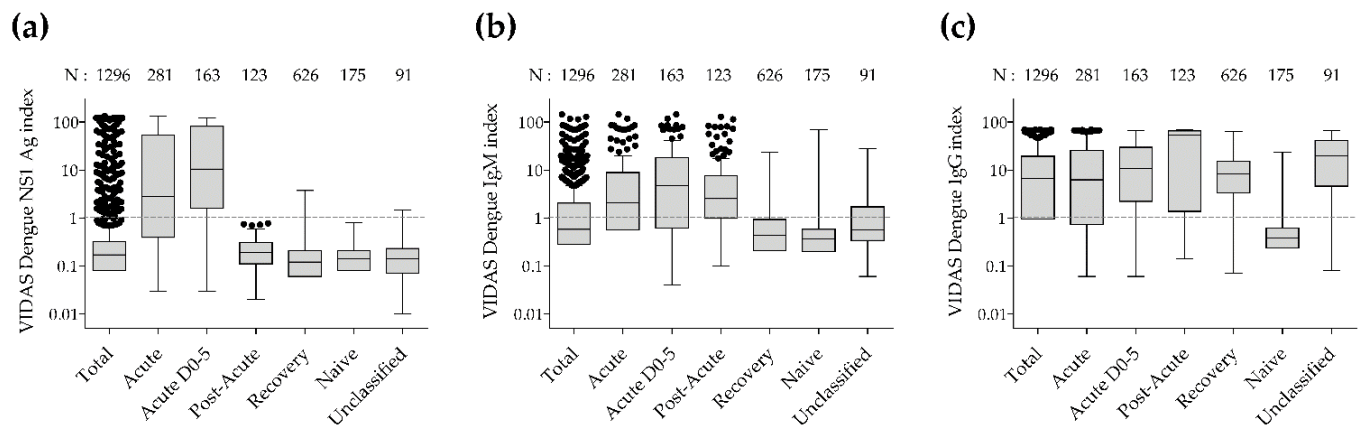 (a)
N : 1296 281 163 123 626 175 91
VIDAS Dengue NS1 Ag index
100
10
1
0.1
0.01
Total
Acute
Acute D0-5
Post-Acute
Recovery
Naive
Unclassified
(b)
N : 1296 281 163 123 626 175 91
VIDAS Dengue IgM index
100
10
1
0.1
0.01
Total
Acute
Acute D0-5
Post-Acute
Recovery
Naive
Unclassified
(c)
N : 1296 281 163 123 626 175 91
VIDAS Dengue IgG index
100
10
1
0.1
0.01
Total
Acute
Acute D0-5
Post-Acute
Recovery
Naive
Unclassified